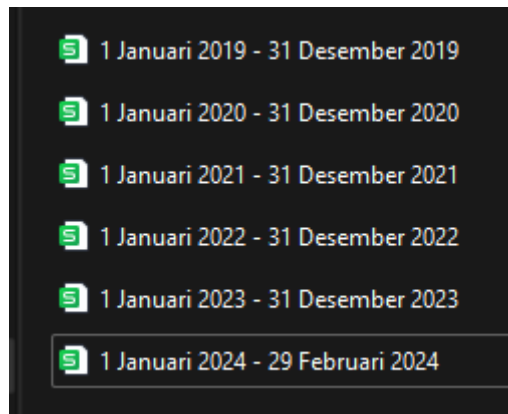 1 Januari 2019 - 31 Desember 2019
1 Januari 2020 - 31 Desember 2020
1 Januari 2021 - 31 Desember 2021
1 Januari 2022 - 31 Desember 2022
1 Januari 2023 - 31 Desember 2023
1 Januari 2024 - 29 Februari 2024